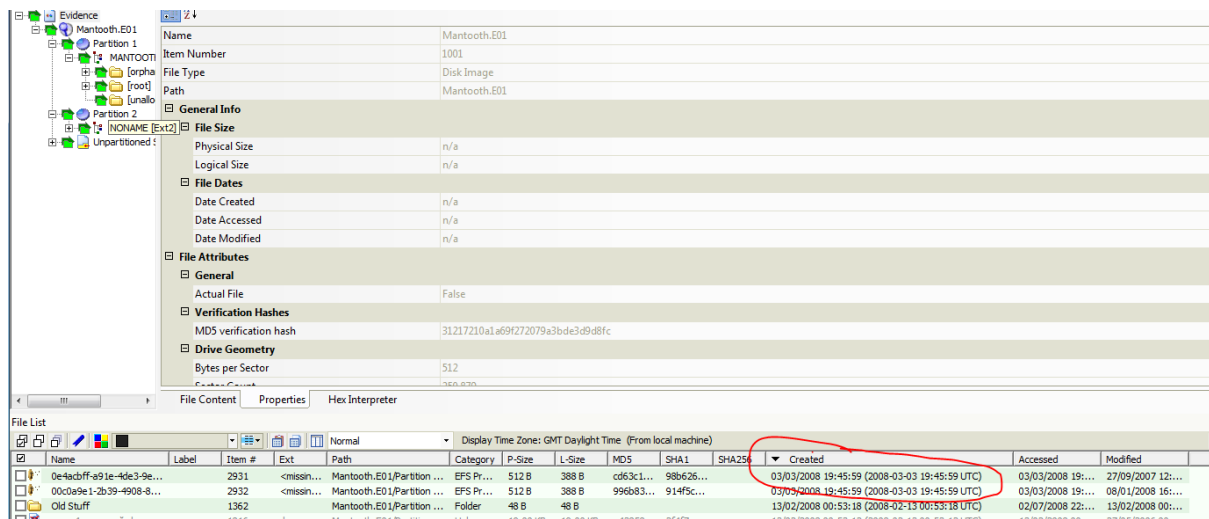 Evidence
Mantooth.E01
Partition 1
MANTOOTH
[orpha
[root]
[unallo
Partition 2
NONAME [Ext2]
Unpartitioned S
Name Mantooth.E01
Item Number 1001
File Type Disk Image
Path Mantooth.E01
General Info
File Size
Physical Size n/a
Logical Size n/a
File Dates
Date Created n/a
Date Accessed n/a
Date Modified n/a
File Attributes
General
Actual File False
Verification Hashes
MD5 verification hash 31217210a1a69f272079a3bde3d9d8fc
Drive Geometry
Bytes per Sector 512
File Content Properties Hex Interpreter
File List
Normal Display Time Zone: GMT Daylight Time (From local machine)
Name Label Item # Ext Path Category P-Size L-Size MD5 SHA1 SHA256 Created Accessed Modified
0e4acbff-a91e-4de3-9e... 2931 <missin... Mantooth.E01/Partition ... EFS Pr... 512 B 388 B cd63c1... 98b626... 03/03/2008 19:45:59 (2008-03-03 19:45:59 UTC) 03/03/2008 19:... 27/09/2007 12:...
00c0a9e1-2b39-4908-8... 2932 <missin... Mantooth.E01/Partition ... EFS Pr... 512 B 388 B 996b83... 914f5c... 03/03/2008 19:45:59 (2008-03-03 19:45:59 UTC) 03/03/2008 19:... 08/01/2008 16:...
Old Stuff 1362 Mantooth.E01/Partition ... Folder 48 B 48 B 13/02/2008 00:53:18 (2008-02-13 00:53:18 UTC) 02/07/2008 22:... 13/02/2008 00:...